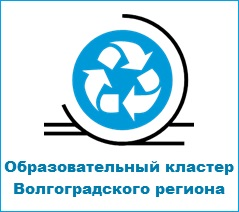 Образовательный кластер
Волгоградского региона